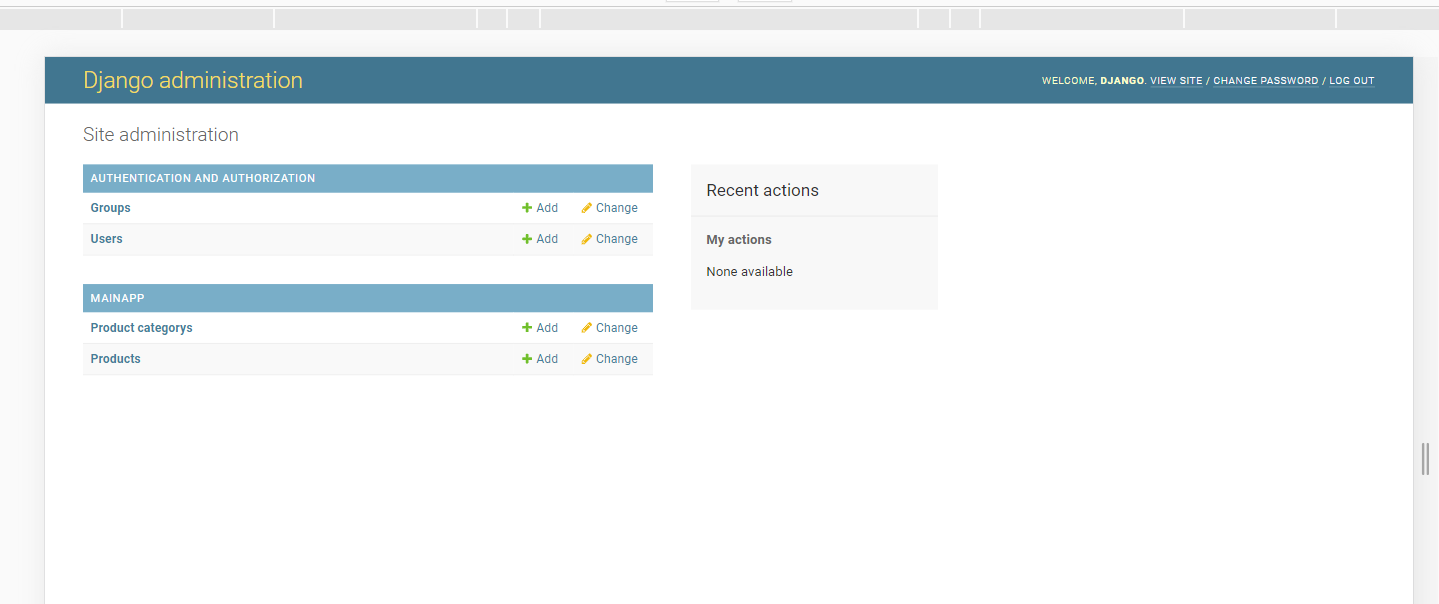 Django administration
WELCOME, DJANGO. VIEW SITE / CHANGE PASSWORD / LOG OUT
Site administration
AUTHENTICATION AND AUTHORIZATION
Groups Add Change
Users Add Change
MAINAPP
Product categorys Add Change
Products Add Change
Recent actions
My actions
None available